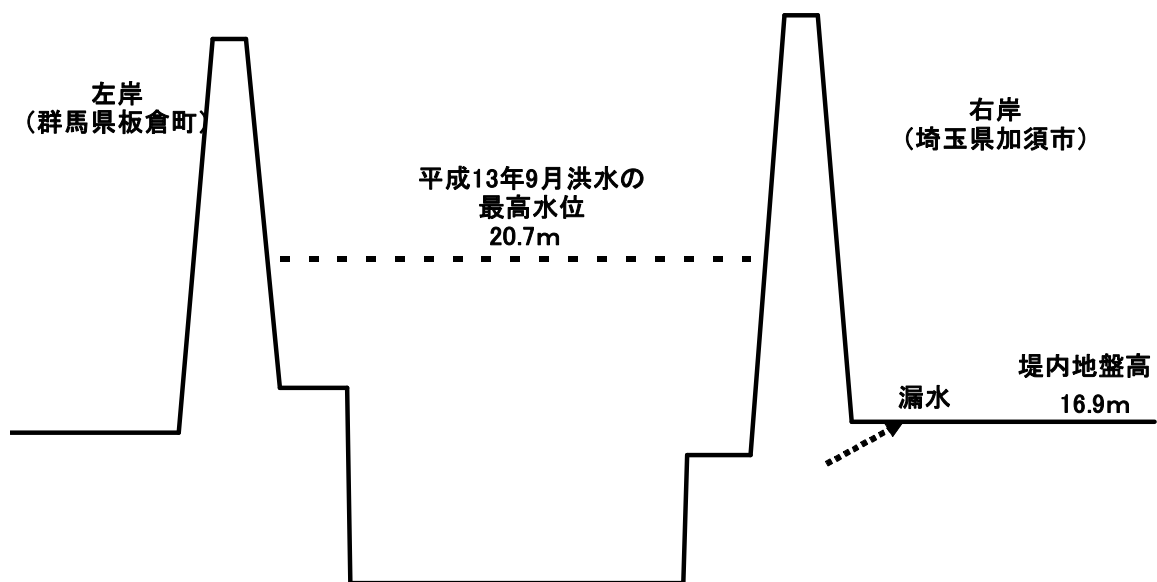 左岸
（群馬県板倉町）
右岸
（埼玉県加須市）
平成13年9月洪水の
最高水位
20.7m
堤内地盤高
16.9m
漏水